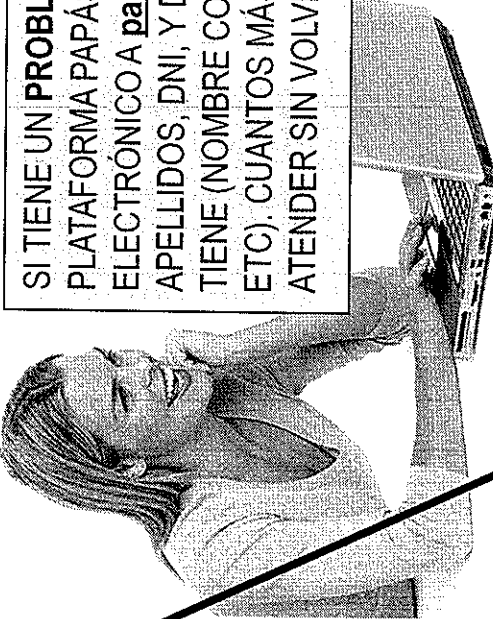 SI TIENE UN PROBL
PLATAFORMA PAPÁ
ELECTRÓNICO A pa
APELLIDOS, DNI, Y D
TIENE (NOMBRE CO
ETC). CUANTOS MÁ
ATENDER SIN VOLV